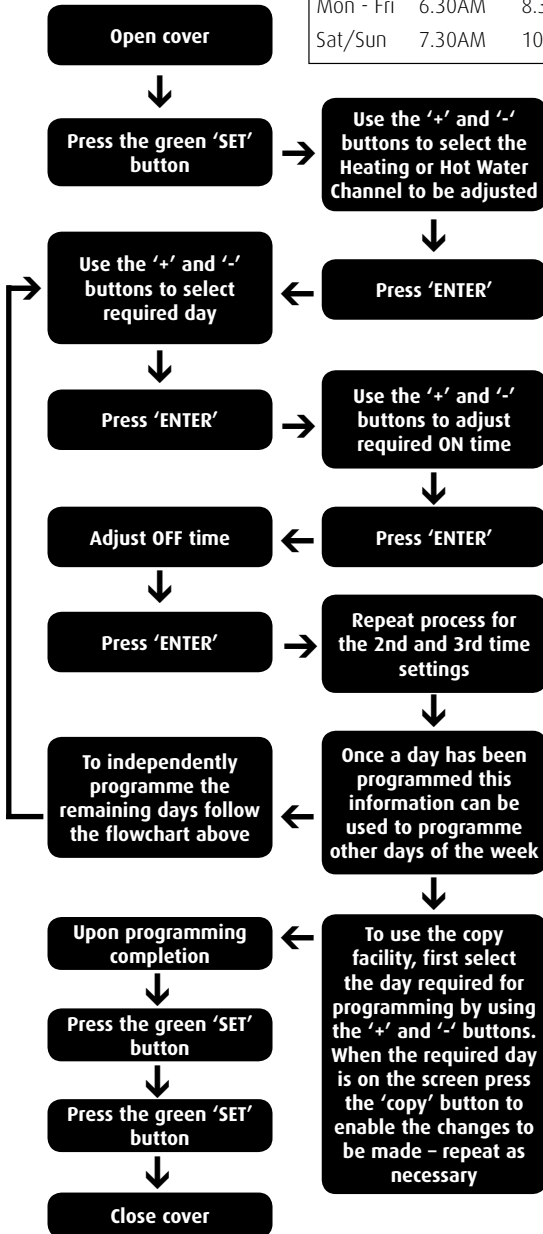 Mon - Fri 6.30AM
Sat/Sun 7.30AM
Open cover
Press the green ‘SET’
button
Use the ‘+’ and ‘-‘
buttons to select the
Heating or Hot Water
Channel to be adjusted
Press ‘ENTER’
Use the ‘+’ and ‘-’
buttons to select
required day
Press ‘ENTER’
Use the ‘+’ and ‘-’
buttons to adjust
required ON time
Press ‘ENTER’
Adjust OFF time
Press ‘ENTER’
Repeat process for
the 2nd and 3rd time
settings
Once a day has been
programmed this
information can be
used to programme
other days of the week
To independently
programme the
remaining days follow
the flowchart above
To use the copy
facility, first select
the day required for
programming by using
the ‘+’ and ‘-‘ buttons.
When the required day
is on the screen press
the ‘copy’ button to
enable the changes to
be made – repeat as
necessary
Upon programming
completion
Press the green ‘SET’
button
Press the green ‘SET’
button
Close cover